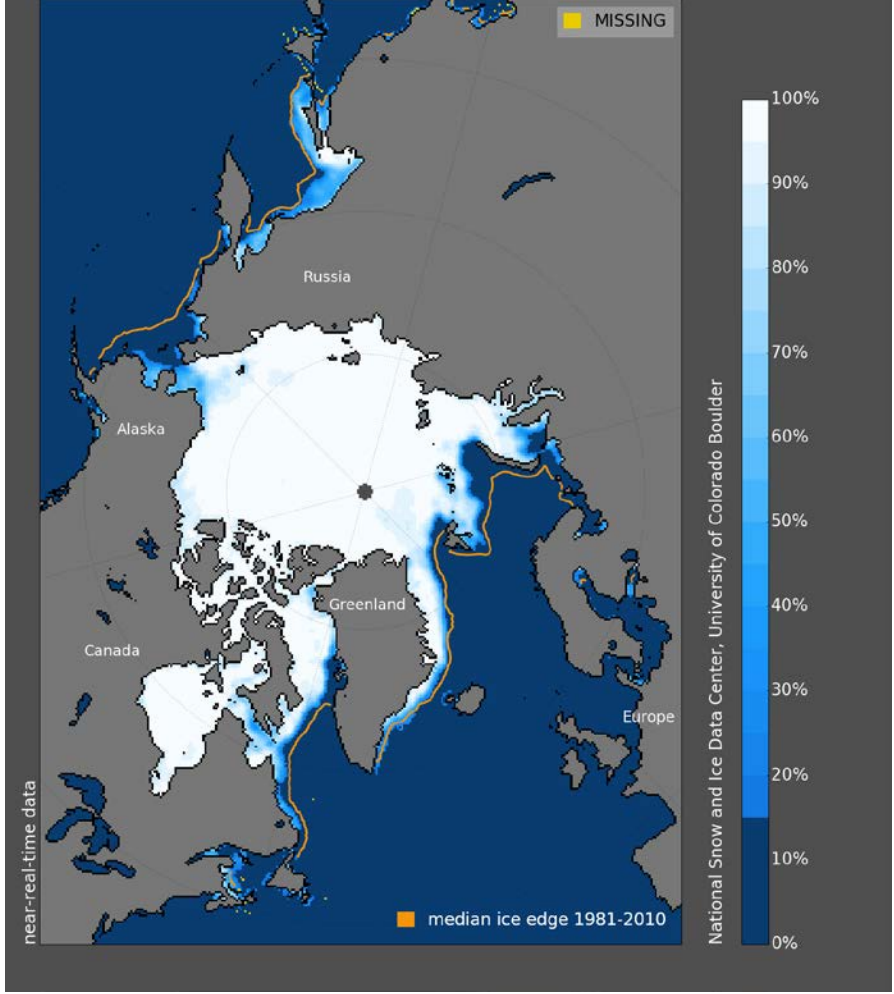 MISSING
100%
90%
80%
70%
60%
50%
40%
30%
20%
10%
0%
Russia
Alaska
Greenland
Canada
Europe
median ice edge 1981-2010
near-real-time data
National Snow and Ice Data Center, University of Colorado Boulder